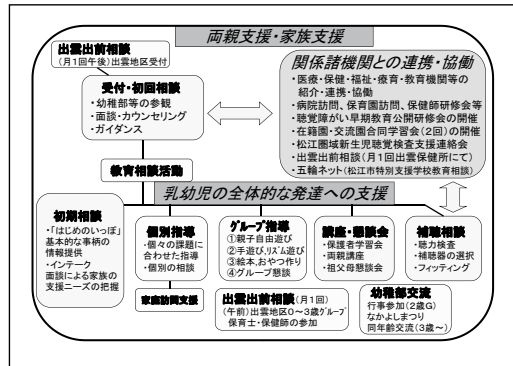 両親支援・家族支援
出雲出前相談
（月1回午後）出雲地区受付
受付・初回相談
・幼稚部等の参観
・面談・カウンセリング
・ガイダンス
関係諸機関との連携・協働
・医療・保健・福祉・療育・教育機関等の
紹介・連携・協働
・病院訪問、保育園訪問、保健師研修会等
・聴覚障がい早期教育公開研修会の開催
・在籍園・交流園合同学習会(2回)の開催
・松江圏域新生児聴覚検査支援連絡会
・出雲出前相談(月1回出雲保健所にて)
・五輪ネット(松江市特別支援学校教育相談)
教育相談活動
乳幼児の全体的な発達への支援
初期相談
・「はじめのいっぽ」
基本的な事柄の
情報提供
・インテーク
面談による家族の
支援ニーズの把握
個別指導
・個々の課題に
合わせた指導
・個別の相談
家庭訪問支援
グループ指導
①親子自由遊び
②手遊び,リズム遊び
③絵本,おやつ作り
④グループ懇談
講座・懇談会
・保護者学習会
・両親講座
・祖父母懇談会
補聴相談
・聴力検査
・補聴器の選択
・フィッティング
出雲出前相談(月1回)
(午前)出雲地区0～3歳グループ
保育士・保健師の参加
幼稚部交流
行事参加(2歳G)
なかよしまつり
同年齢交流(3歳～)